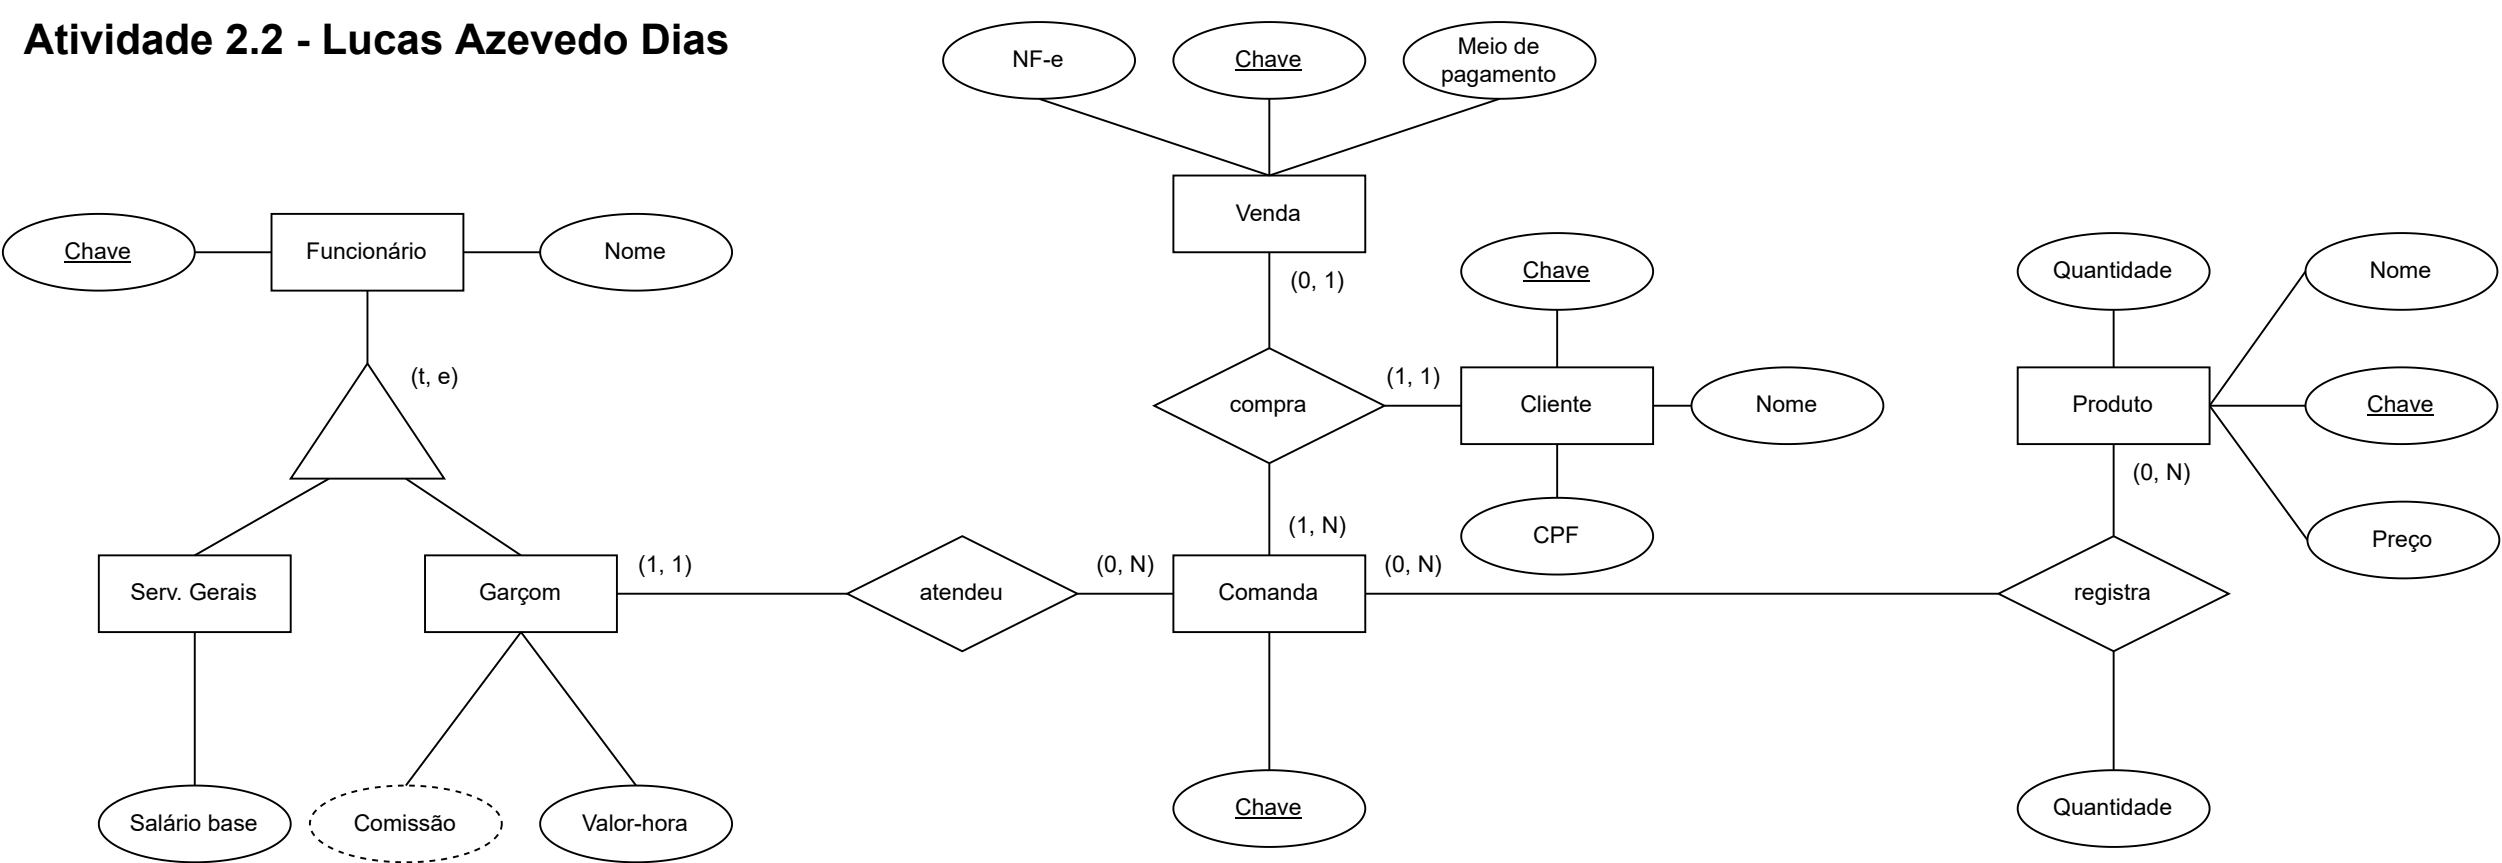 Atividade 2.2 - Lucas Azevedo Dias
NF-e
Chave
Meio de
pagamento
Venda
Chave
Funcionário
Nome
(0, 1)
Chave
Quantidade
Nome
(t, e)
compra
(1, 1)
Cliente
Nome
Produto
Chave
(0, N)
(1, N)
CPF
Preço
Serv. Gerais
Garçom
(1, 1)
atendeu
(0, N)
Comanda
(0, N)
registra
Salário base
Comissão
Valor-hora
Chave
Quantidade